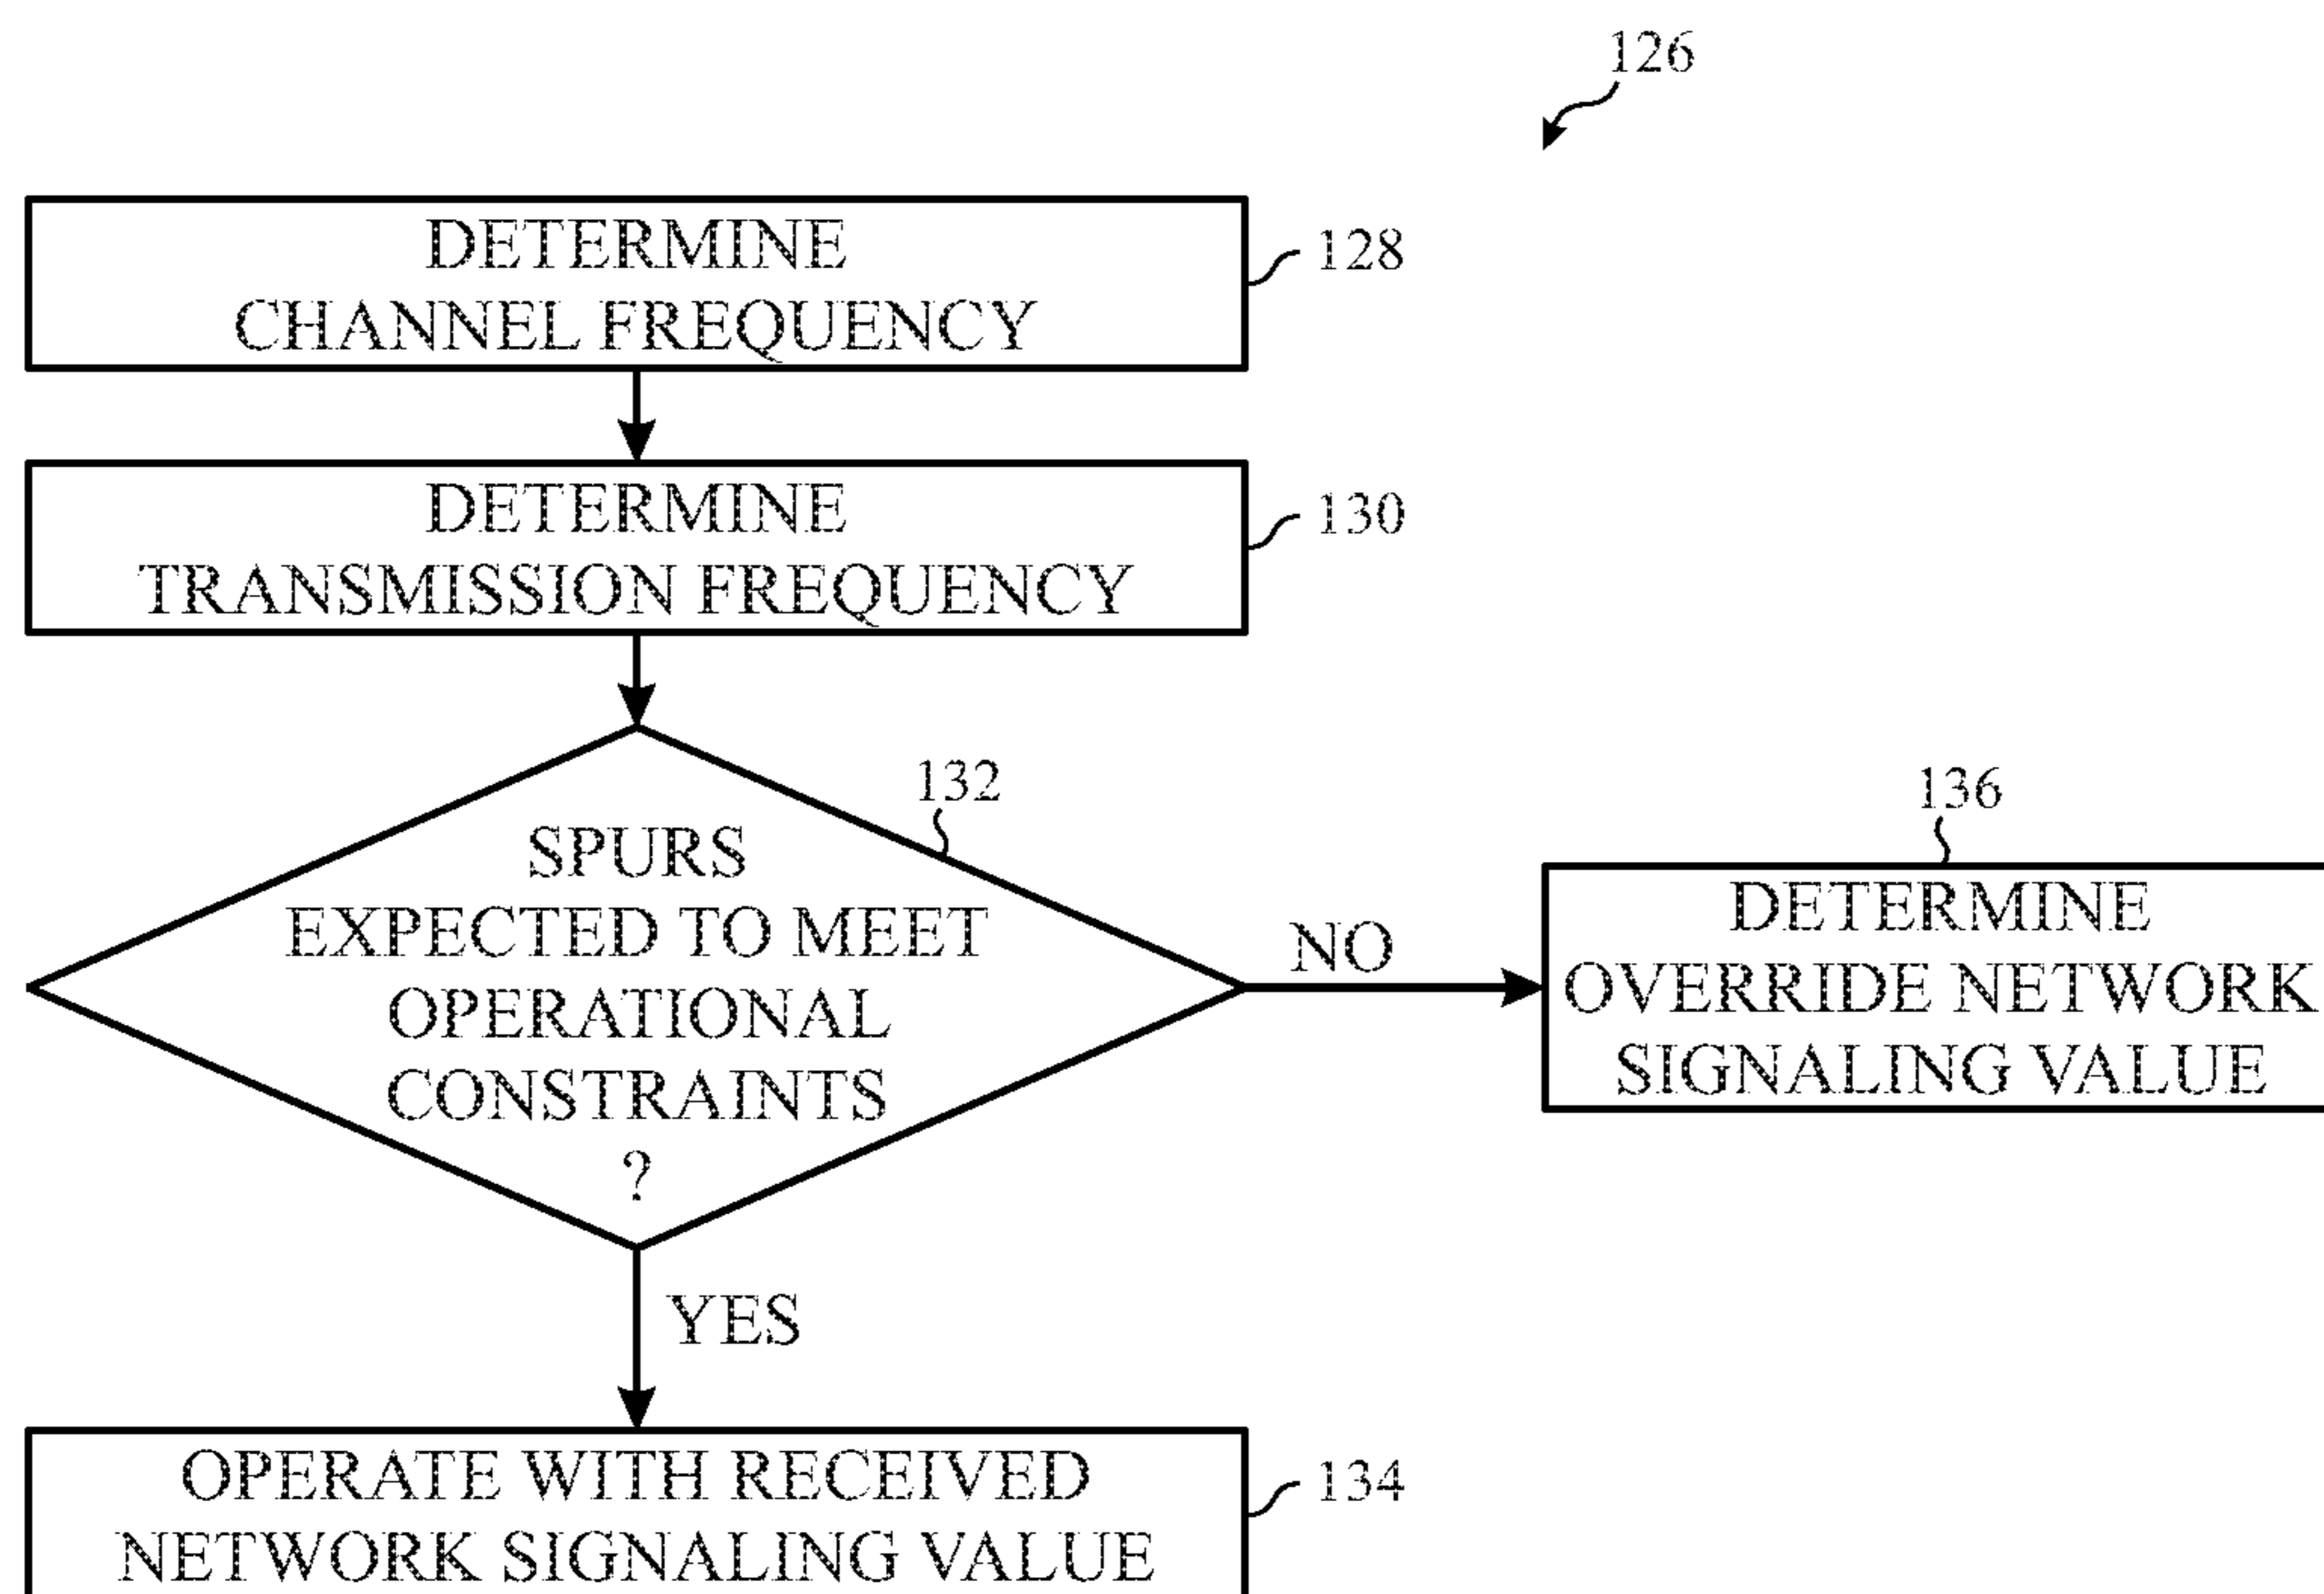 126
DETERMINE
CHANNEL FREQUENCY
128
DETERMINE
TRANSMISSION FREQUENCY
130
132
SPURS
EXPECTED TO MEET
OPERATIONAL
CONSTRAINTS
?
NO
136
DETERMINE
OVERRIDE NETWORK
SIGNALING VALUE
YES
OPERATE WITH RECEIVED
NETWORK SIGNALING VALUE
134